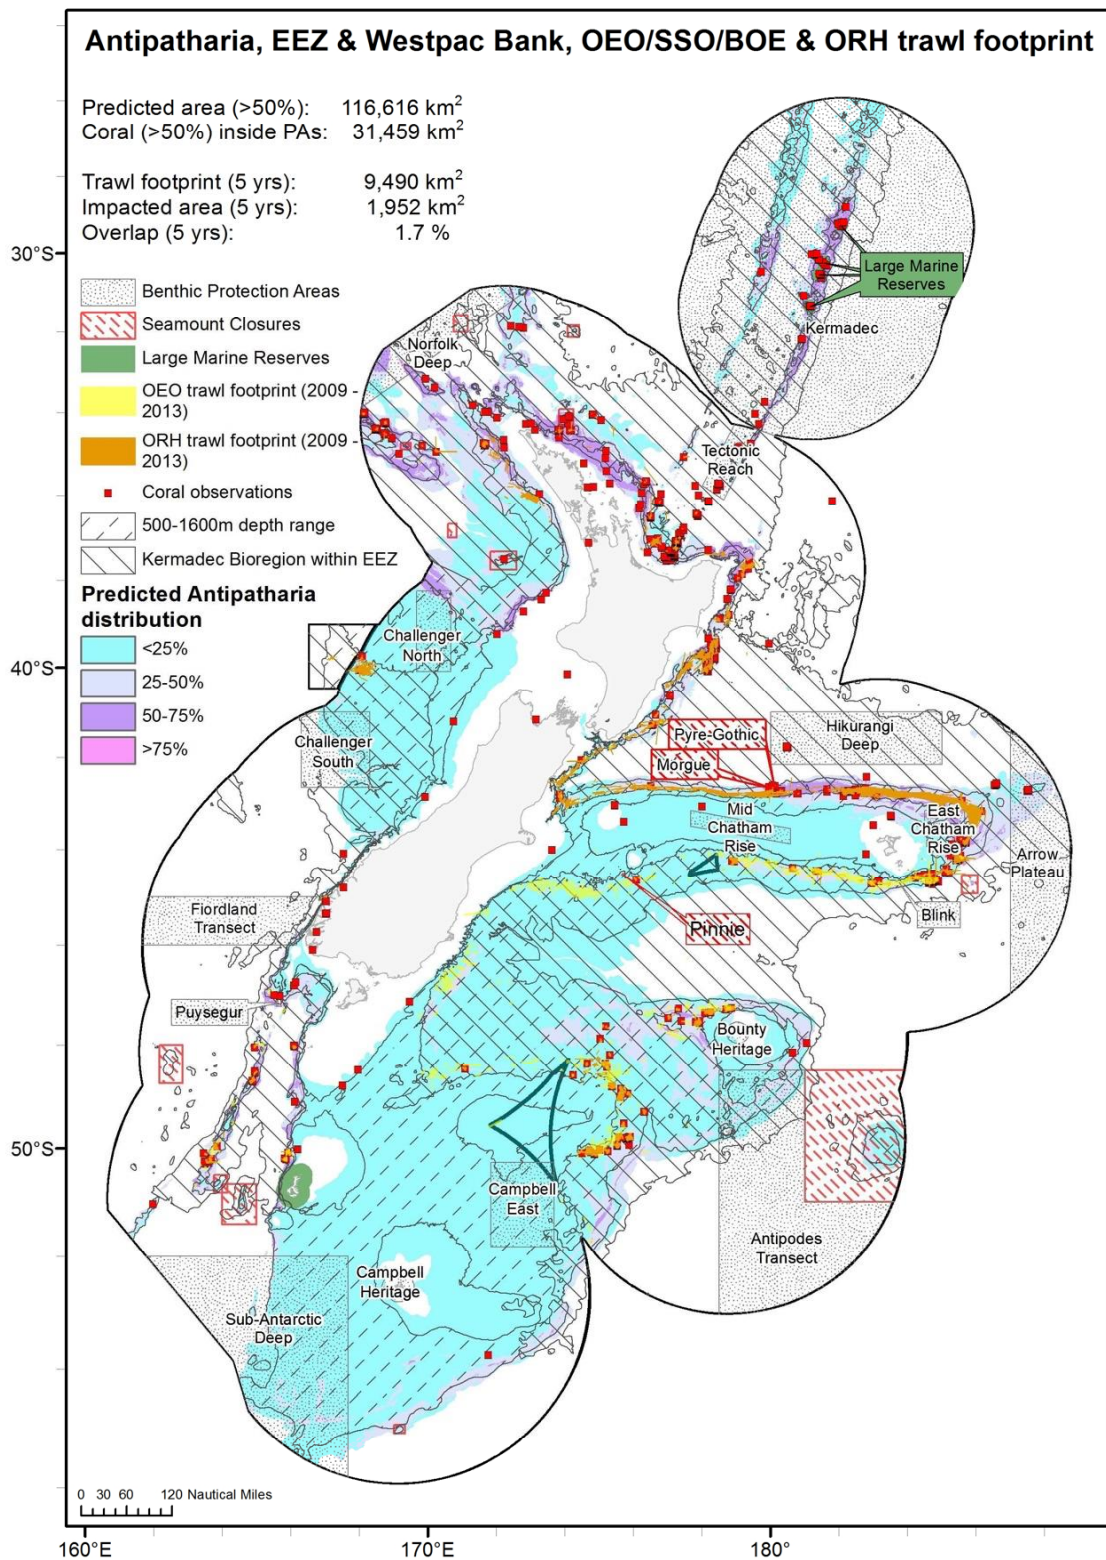 Antipatharia, EEZ & Westpac Bank, OEO/SSO/BOE & ORH trawl footprint
Predicted area (>50%): 116,616 km²
Coral (>50%) inside PAs: 31,459 km²
Trawl footprint (5 yrs): 9,490 km²
Impacted area (5 yrs): 1,952 km²
Overlap (5 yrs): 1.7 %
Benthic Protection Areas
Seamount Closures
Large Marine Reserves
OEO trawl footprint (2009 -
2013)
ORH trawl footprint (2009 -
2013)
Coral observations
500-1600m depth range
Kermadec Bioregion within EEZ
Predicted Antipatharia
distribution
<25%
25-50%
50-75%
>75%
30°S
40°S
50°S
Large Marine
Reserves
Kermadec
Norfolk
Deep
Tectonic
Reach
Challenger
North
Challenger
South
Pyre-Gothic
Morgue
Hikurangi
Deep
Mid
Chatham
Rise
East
Chatham
Rise
Arrow
Plateau
Fiordland
Transect
Blink
Pinnie
Puysegur
Bounty
Heritage
Campbell
East
Antipodes
Transect
Campbell
Heritage
Sub-Antarctic
Deep
0 30 60 120 Nautical Miles
160°E
170°E
180°